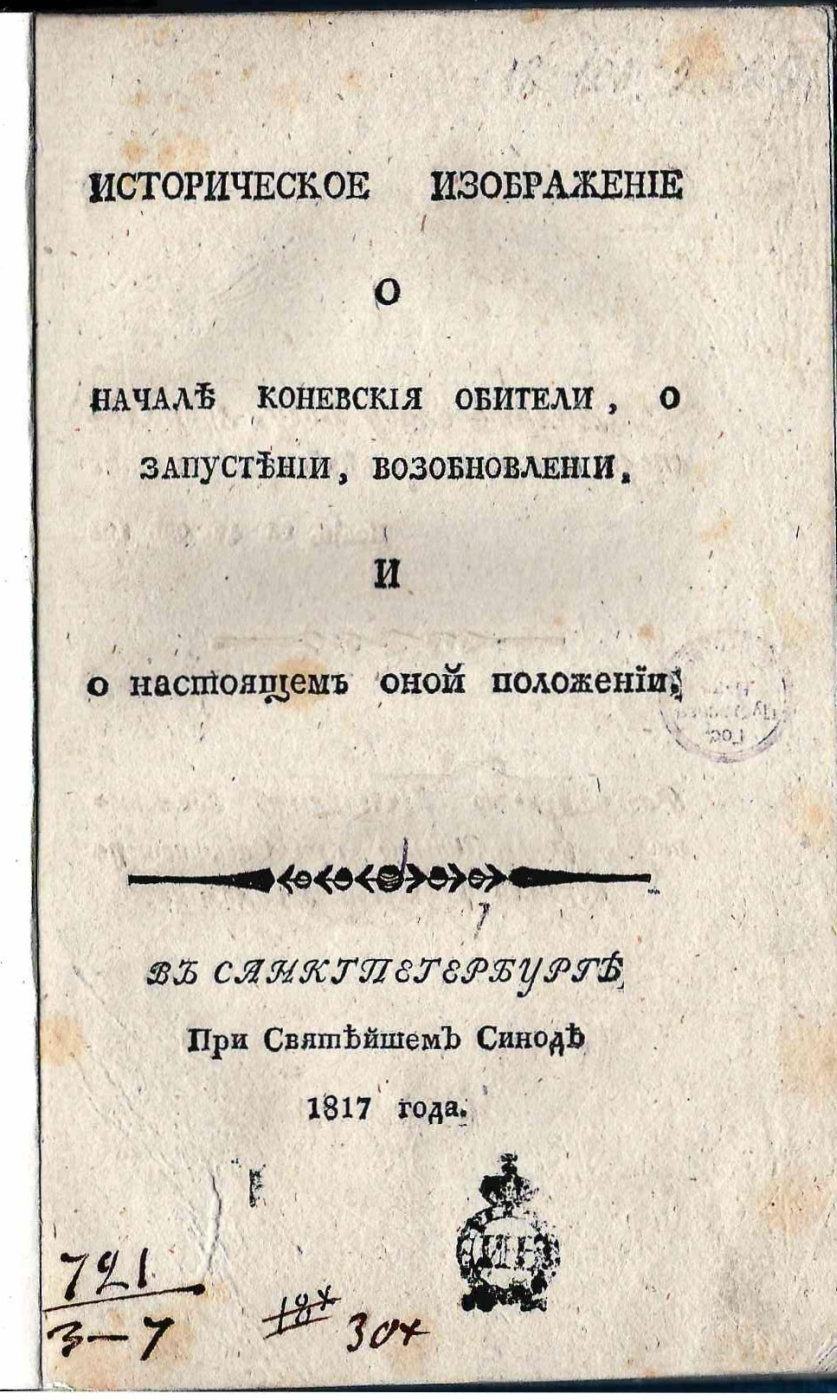 ИСТОРИЧЕСКОЕ ИЗОБРАЖЕНІЕ
О
НАЧАЛѢ КОНЕВСКІЯ ОБИТЕЛИ, О
ЗАПУСТѢНІИ, ВОЗОБНОВЛЕНІИ,
И
о настоящемъ оной положеніи.
ВЪ САНКТПЕТЕРБУРГѢ
При Святѣйшемъ Синодѣ
1817 года.
721
3—7
30х